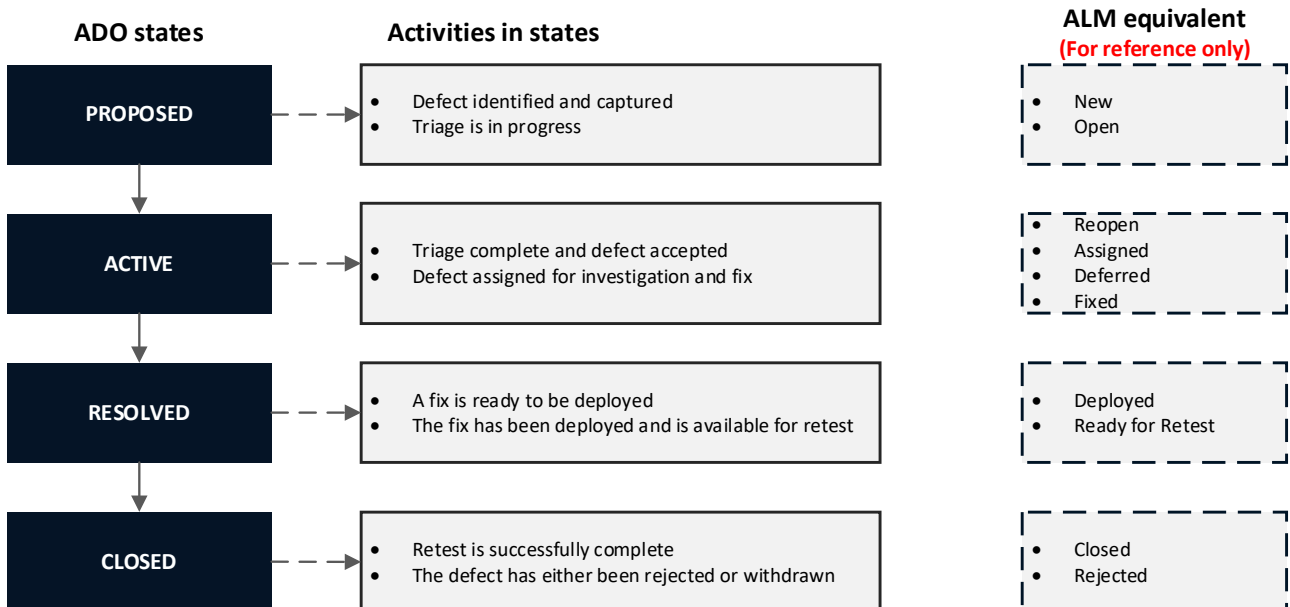 ADO states
Activities in states
ALM equivalent
(For reference only)
PROPOSED
• Defect identified and captured
• Triage is in progress
• New
• Open
ACTIVE
• Triage complete and defect accepted
• Defect assigned for investigation and fix
• Reopen
• Assigned
• Deferred
• Fixed
RESOLVED
• A fix is ready to be deployed
• The fix has been deployed and is available for retest
• Deployed
• Ready for Retest
CLOSED
• Retest is successfully complete
• The defect has either been rejected or withdrawn
• Closed
• Rejected